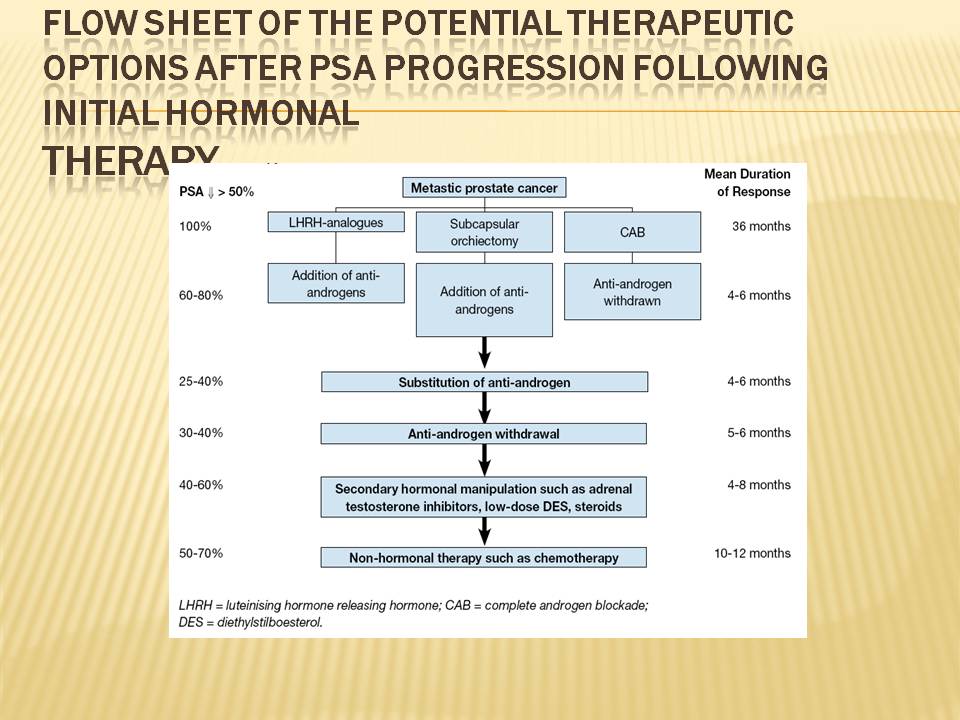 FLOW SHEET OF THE POTENTIAL THERAPEUTIC
OPTIONS AFTER PSA PROGRESSION FOLLOWING
INITIAL HORMONAL
THERAPY
PSA ⇓ > 50%
Metastic prostate cancer
Mean Duration
of Response
100%
LHRH-analogues
Subcapsular
orchiectomy
CAB
36 months
60-80%
Addition of anti-
androgens
Addition of anti-
androgens
Anti-androgen
withdrawn
4-6 months
25-40%
Substitution of anti-androgen
4-6 months
30-40%
Anti-androgen withdrawal
5-6 months
40-60%
Secondary hormonal manipulation such as adrenal
testosterone inhibitors, low-dose DES, steroids
4-8 months
50-70%
Non-hormonal therapy such as chemotherapy
10-12 months
LHRH = luteinising hormone releasing hormone; CAB = complete androgen blockade;
DES = diethylstilboesterol.